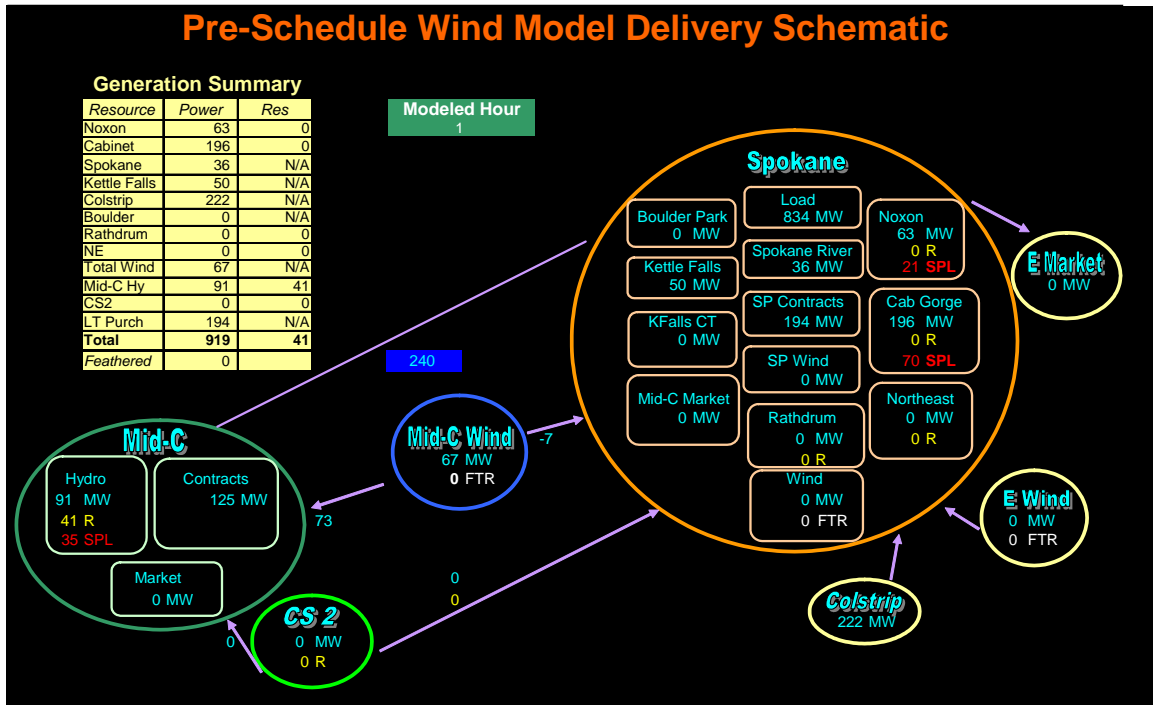 Pre-Schedule Wind Model Delivery Schematic
Generation Summary
Resource Power Res
Noxon 63 0
Cabinet 196 0
Spokane 36 N/A
Kettle Falls 50 N/A
Colstrip 222 N/A
Boulder 0 N/A
Rathdrum 0 0
NE 0 0
Total Wind 67 N/A
Mid-C Hy 91 41
CS2 0 0
LT Purch 194 N/A
Total 919 41
Feathered 0
Modeled Hour
1
240
Spokane
Boulder Park
0 MW
Kettle Falls
50 MW
KFalls CT
0 MW
Mid-C Market
0 MW
Load
834 MW
Spokane River
36 MW
SP Contracts
194 MW
SP Wind
0 MW
Rathdrum
0 MW
0 R
Wind
0 MW
0 FTR
Noxon
63 MW
0 R
21 SPL
Cab Gorge
196 MW
0 R
70 SPL
Northeast
0 MW
0 R
E Market
0 MW
E Wind
0 MW
0 FTR
Colstrip
222 MW
Mid-C Wind
67 MW
0 FTR
-7
73
Mid-C
Hydro
91 MW
41 R
35 SPL
Contracts
125 MW
Market
0 MW
CS 2
0 MW
0 R
0
0
0